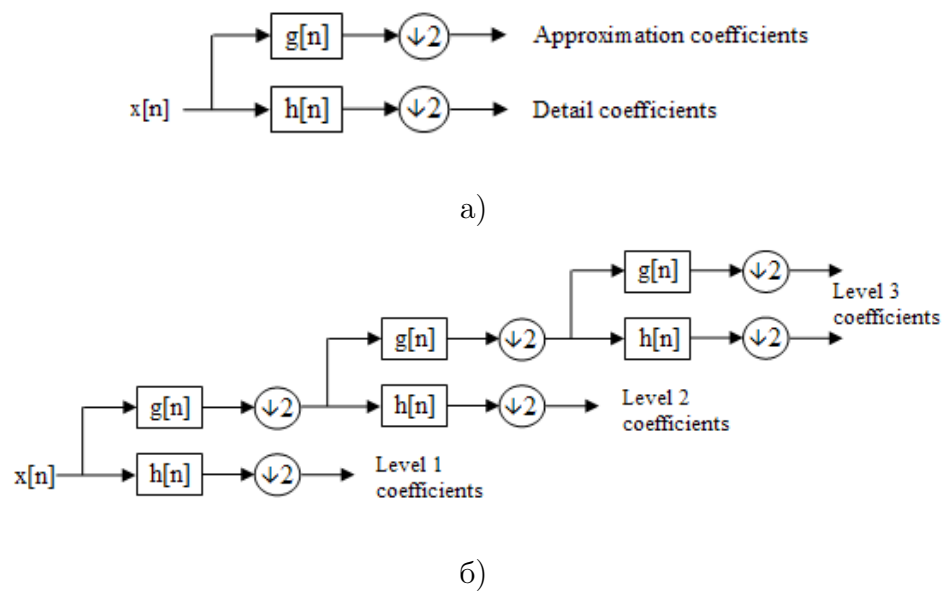 g[n] ↓2 Approximation coefficients
x[n] h[n] ↓2 Detail coefficients
а)
g[n] ↓2
Level 3
coefficients
g[n] ↓2 h[n] ↓2
g[n] ↓2 h[n] ↓2 Level 2
coefficients
x[n] h[n] ↓2 Level 1
coefficients
б)